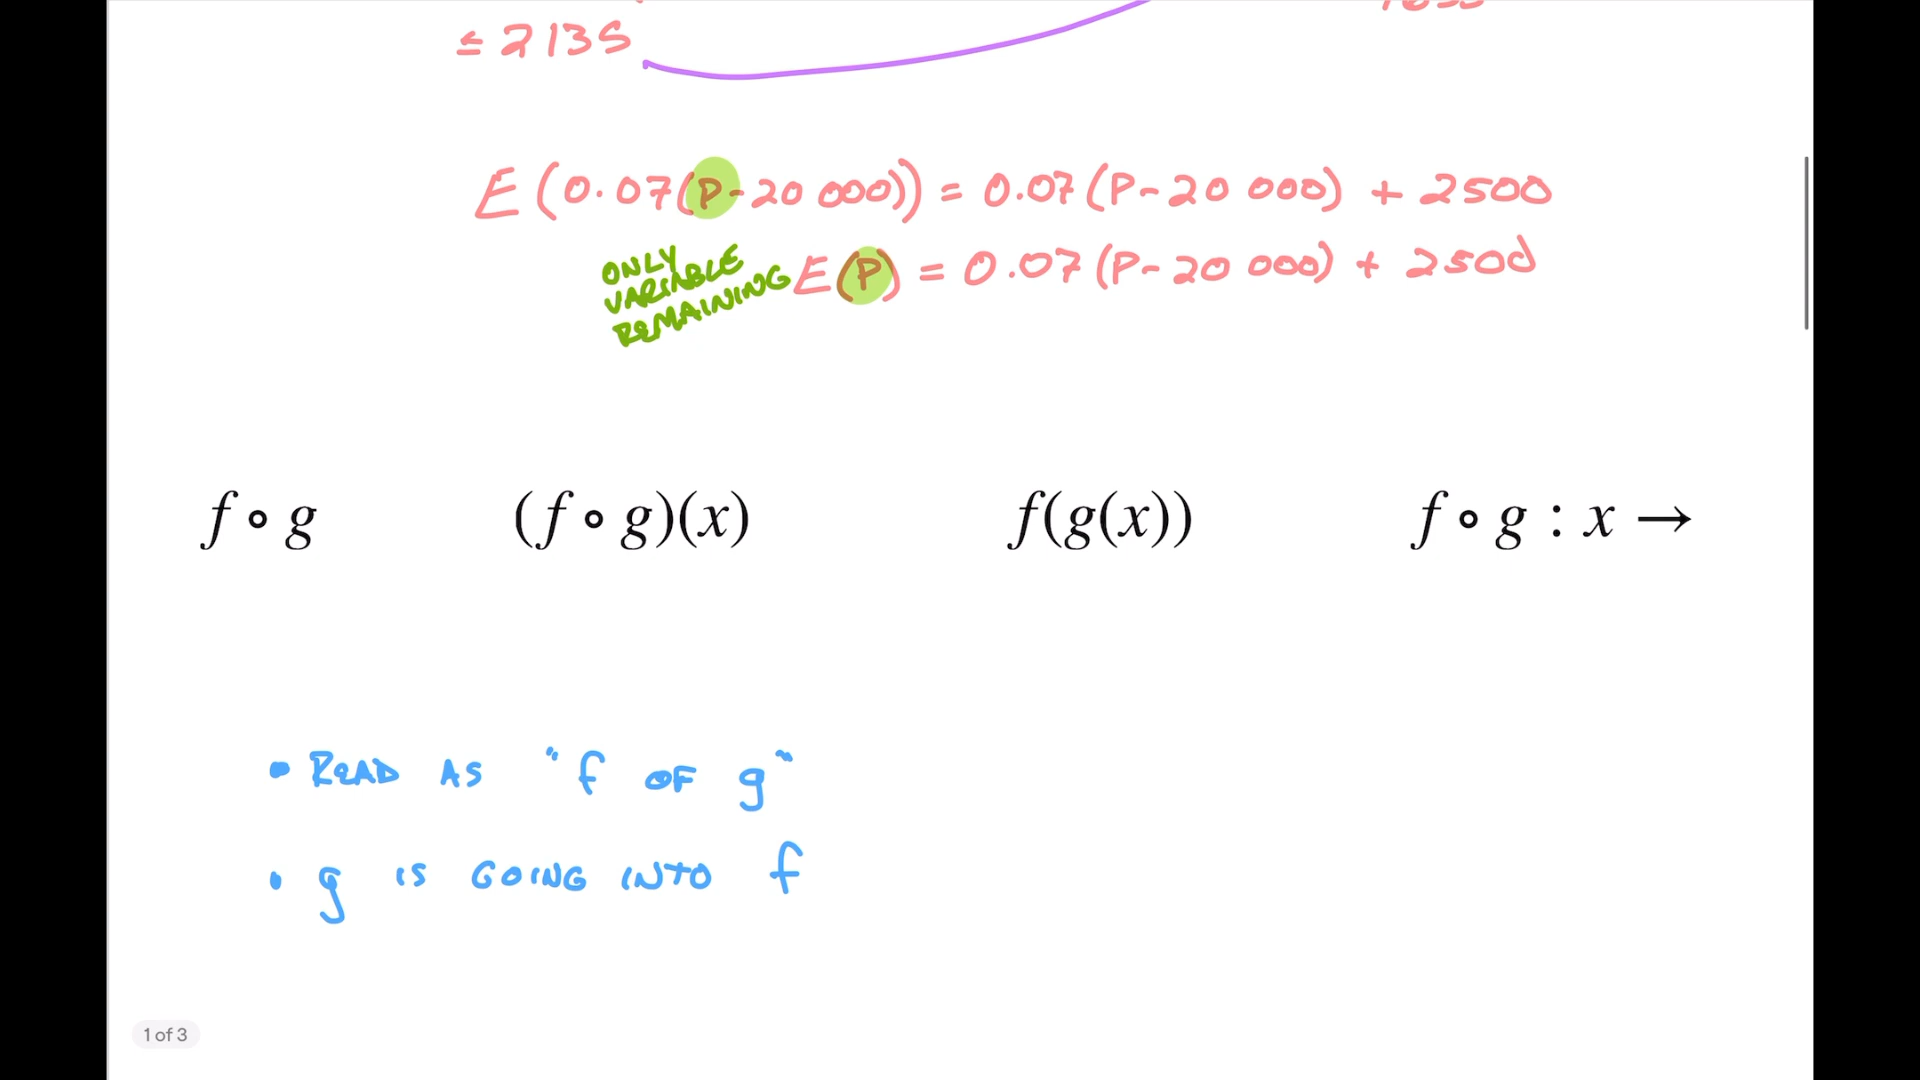 = 2135
E(0.07(P-20 000)) = 0.07(P-20 000) + 2500
ONLY VARIABLE REMAINING
E(P) = 0.07(P-20 000) + 2500
f ∘ g (f ∘ g)(x) f(g(x)) f ∘ g : x →
• READ AS "f OF g"
• g IS GOING INTO f
1 of 3